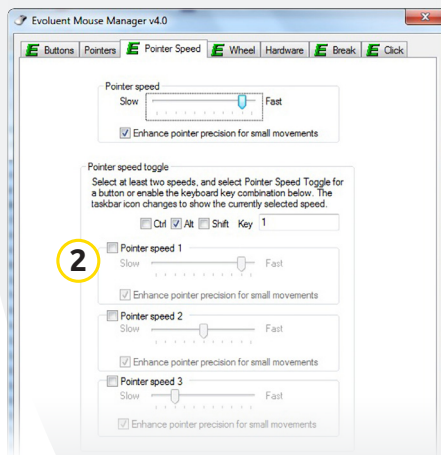 Evoluent Mouse Manager v4.0
E Buttons Pointers E Pointer Speed E Wheel Hardware E Break E Click
Pointer speed
Slow Fast
Enhance pointer precision for small movements
Pointer speed toggle
Select at least two speeds, and select Pointer Speed Toggle for
a button or enable the keyboard key combination below. The
taskbar icon changes to show the currently selected speed.
Ctrl Alt Shift Key 1
2
Pointer speed 1
Slow Fast
Enhance pointer precision for small movements
Pointer speed 2
Slow Fast
Enhance pointer precision for small movements
Pointer speed 3
Slow Fast
Enhance pointer precision for small movements